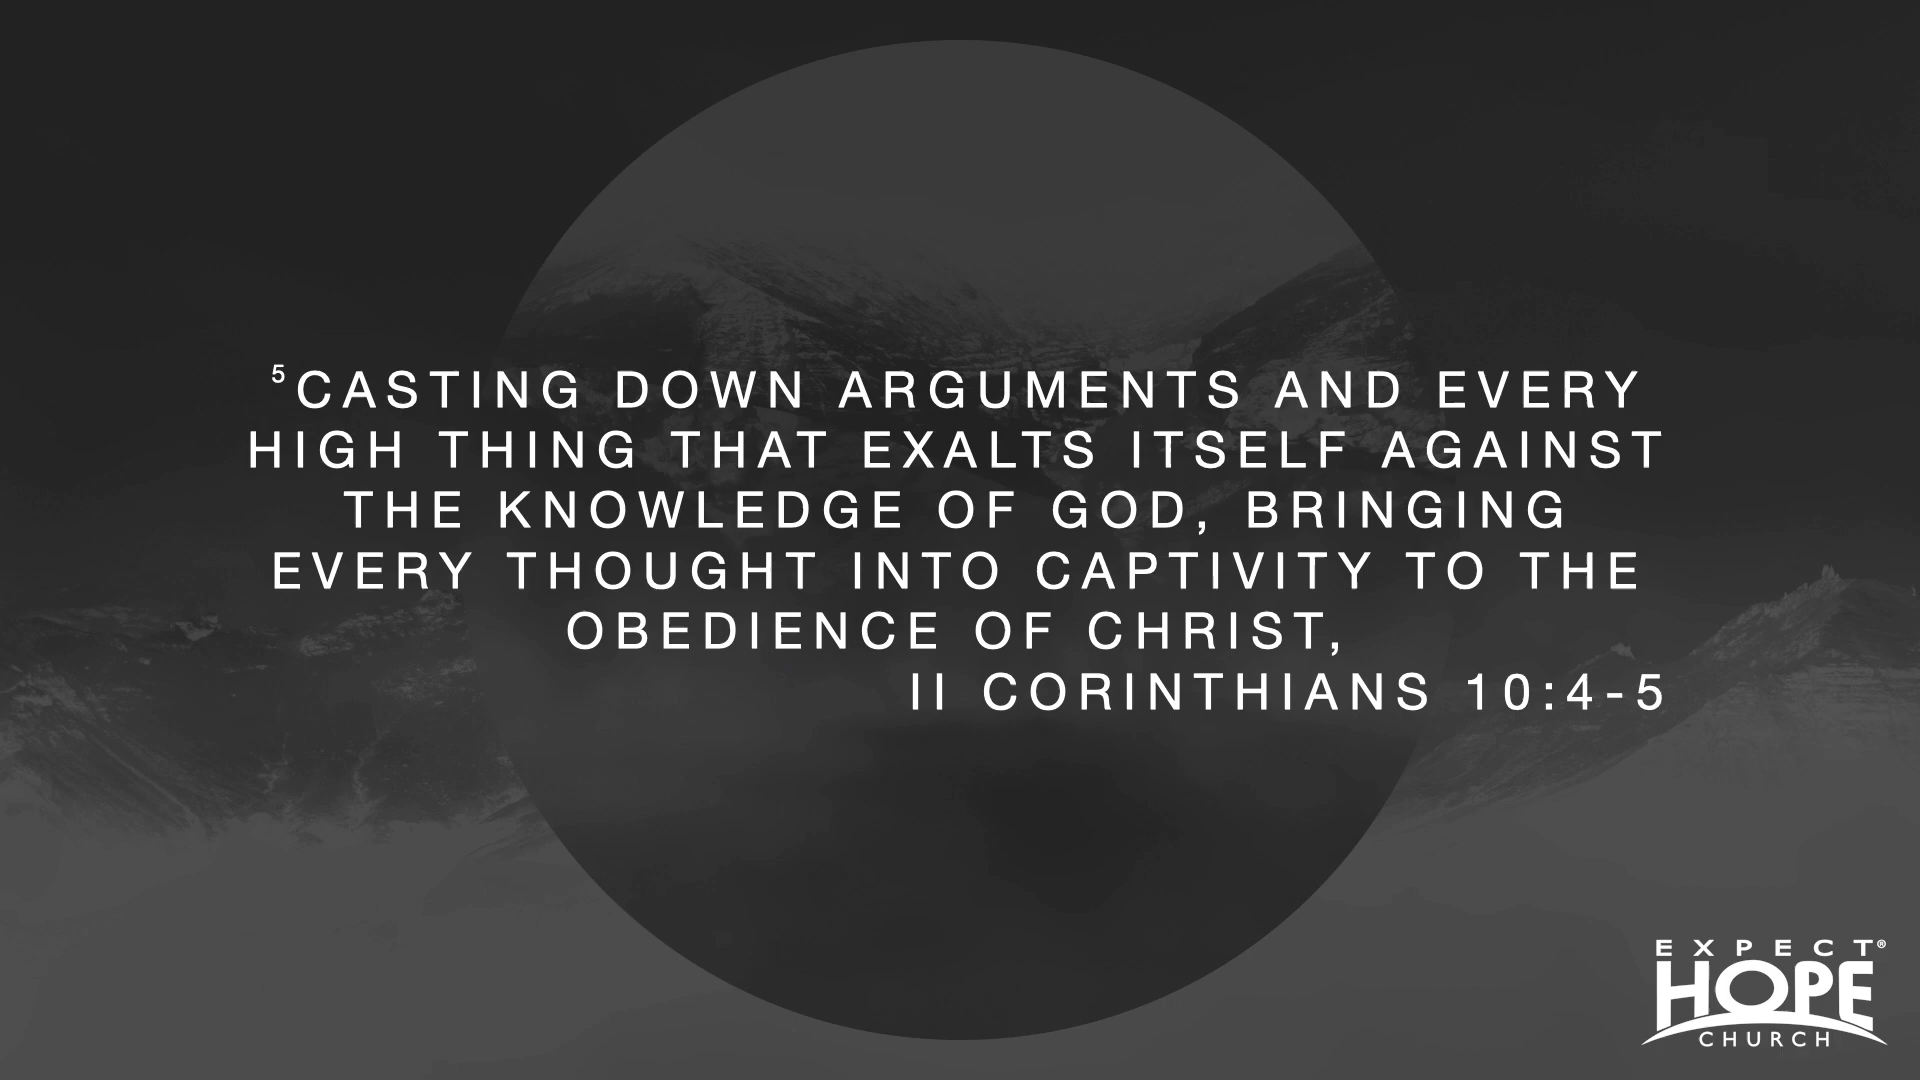 ⁵CASTING DOWN ARGUMENTS AND EVERY
HIGH THING THAT EXALTS ITSELF AGAINST
THE KNOWLEDGE OF GOD, BRINGING
EVERY THOUGHT INTO CAPTIVITY TO THE
OBEDIENCE OF CHRIST,
II CORINTHIANS 10:4-5
EXPECT®
HOPE
CHURCH